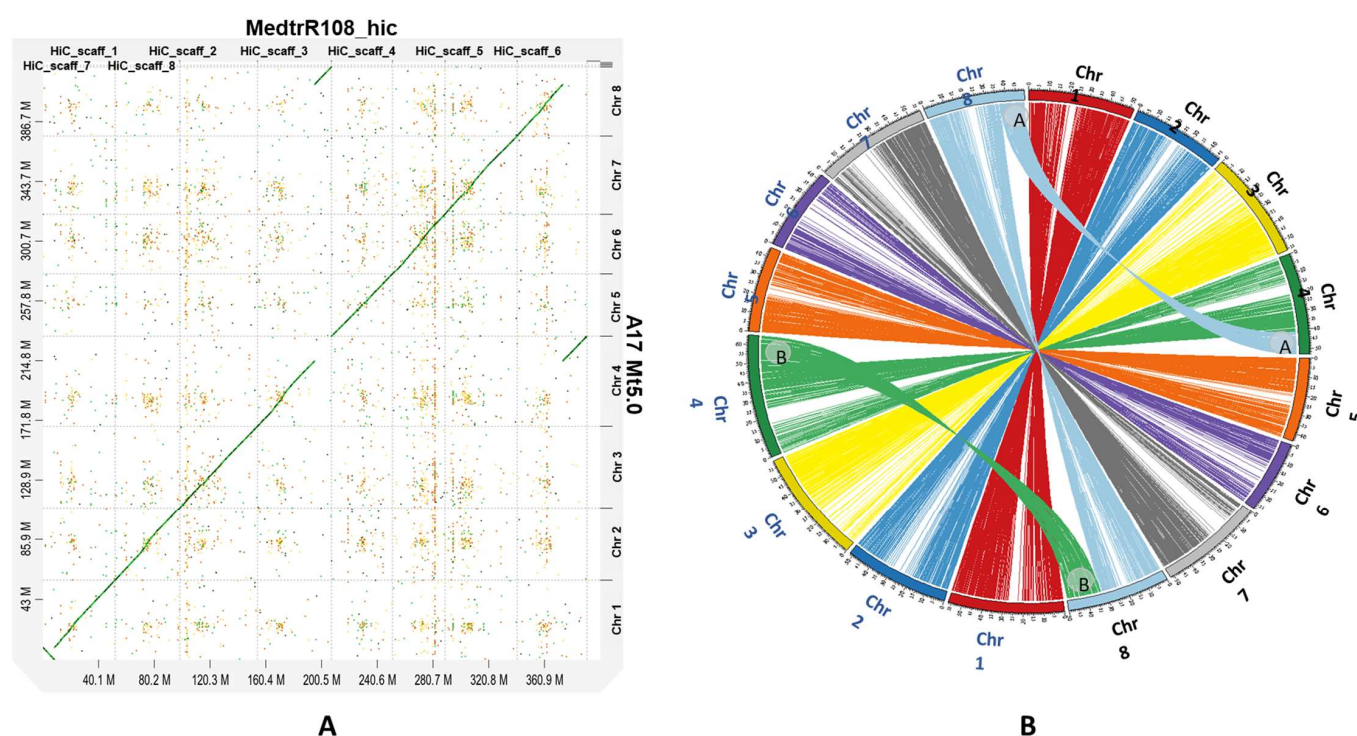 MedtrR108_hic
HiC_scaff_1 HiC_scaff_2 HiC_scaff_3 HiC_scaff_4 HiC_scaff_5 HiC_scaff_6
HiC_scaff_7 HiC_scaff_8
386.7 M
343.7 M
300.7 M
257.8 M
214.8 M
171.8 M
128.9 M
85.9 M
43 M
Chr 8
Chr 7
Chr 6
Chr 5
Chr 4
Chr 3
Chr 2
Chr 1
A17 Mt5.0
40.1 M 80.2 M 120.3 M 160.4 M 200.5 M 240.6 M 280.7 M 320.8 M 360.9 M
A
Chr
1
Chr
2
Chr
3
Chr
4
Chr
5
Chr
6
Chr
7
Chr
8
Chr
1
Chr
2
Chr
3
Chr
4
Chr
5
Chr
6
Chr
7
Chr
8
A
A
B
B
B